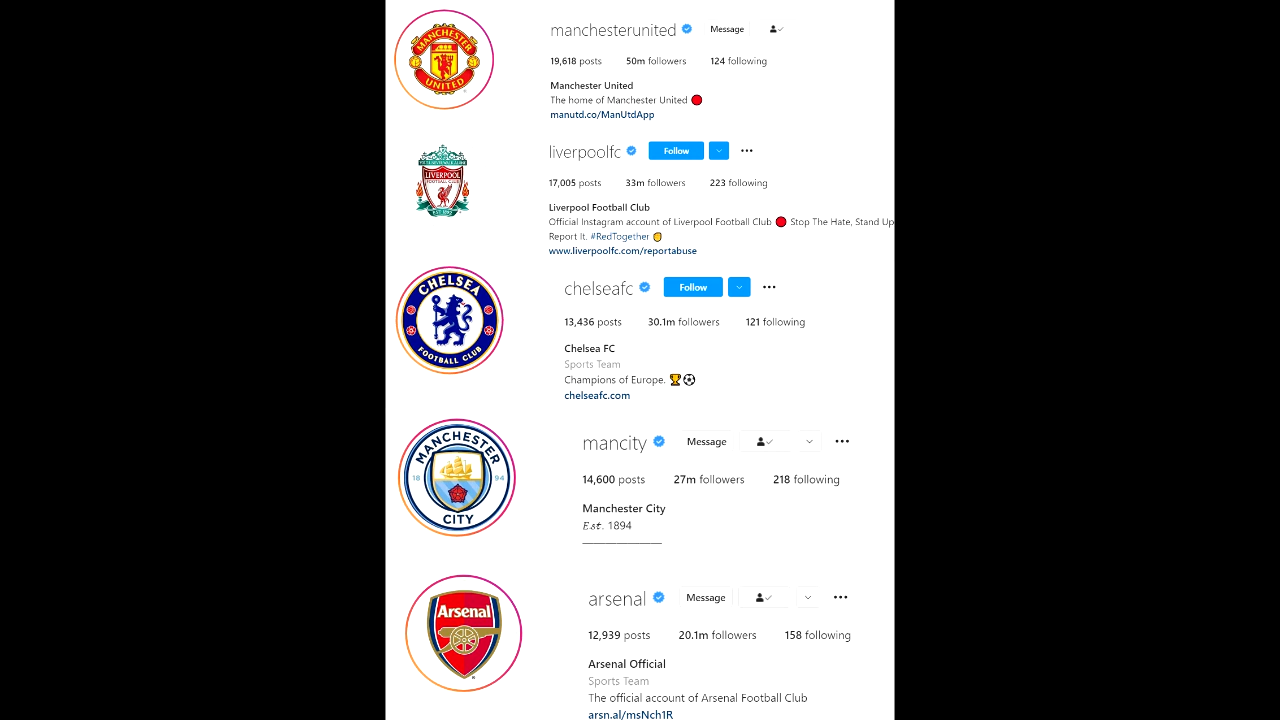 MANCHESTER
UNITED
manchesterunited Message
19,618 posts 50m followers 124 following
Manchester United
The home of Manchester United 🔴
manutd.co/ManUtdApp
LIVERPOOL
FOOTBALL CLUB
EST·1892
liverpoolfc Follow
17,005 posts 33m followers 223 following
Liverpool Football Club
Official Instagram account of Liverpool Football Club 🔴 Stop The Hate, Stand Up
Report It. #RedTogether ✊
www.liverpoolfc.com/reportabuse
CHELSEA
FOOTBALL CLUB
chelseafc Follow
13,436 posts 30.1m followers 121 following
Chelsea FC
Sports Team
Champions of Europe. 🏆⚽
chelseafc.com
MANCHESTER
18 94
CITY
mancity Message
14,600 posts 27m followers 218 following
Manchester City
Est. 1894
Arsenal
arsenal Message
12,939 posts 20.1m followers 158 following
Arsenal Official
Sports Team
The official account of Arsenal Football Club
arsn.al/msNch1R